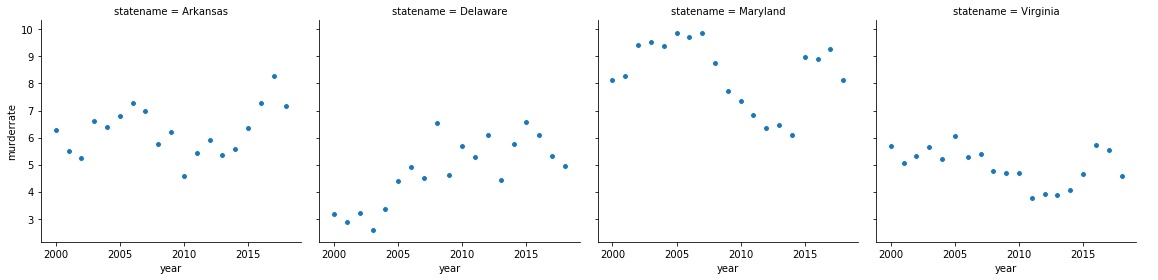 statename = Arkansas
statename = Delaware
statename = Maryland
statename = Virginia
murderrate
10
9
8
7
6
5
4
3
2000 2005 2010 2015
2000 2005 2010 2015
2000 2005 2010 2015
2000 2005 2010 2015
year
year
year
year